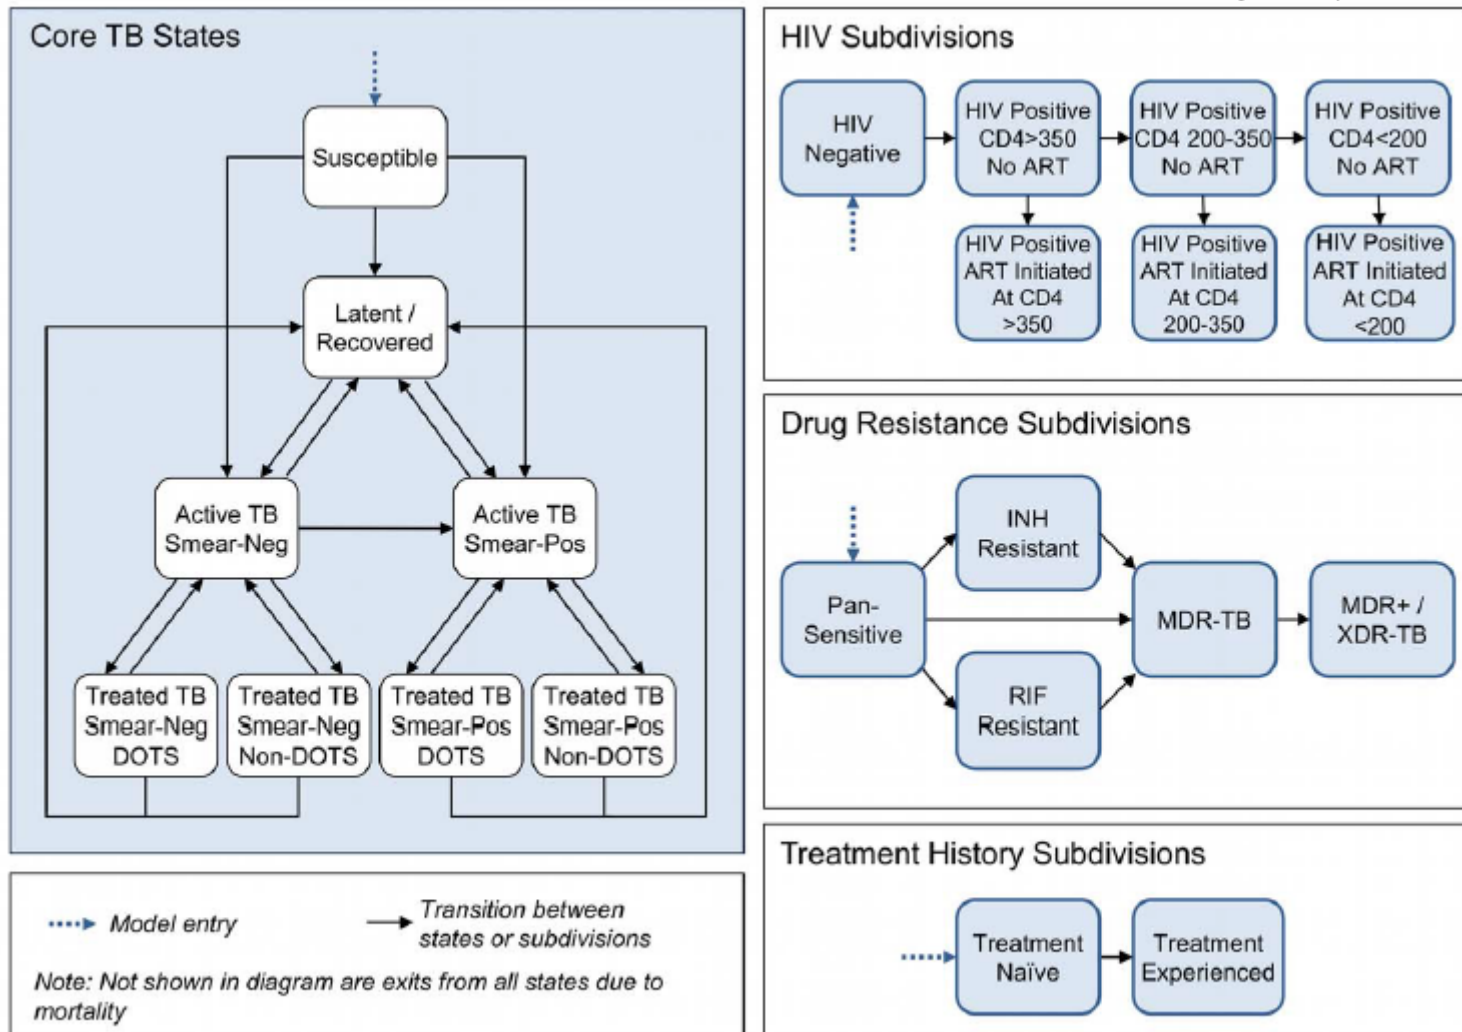 Core TB States
Susceptible
Latent /
Recovered
Active TB
Smear-Neg
Active TB
Smear-Pos
Treated TB
Smear-Neg
DOTS
Treated TB
Smear-Neg
Non-DOTS
Treated TB
Smear-Pos
DOTS
Treated TB
Smear-Pos
Non-DOTS
Model entry
Transition between
states or subdivisions
Note: Not shown in diagram are exits from all states due to
mortality
HIV Subdivisions
HIV
Negative
HIV Positive
CD4>350
No ART
HIV Positive
CD4 200-350
No ART
HIV Positive
CD4<200
No ART
HIV Positive
ART Initiated
At CD4
>350
HIV Positive
ART Initiated
At CD4
200-350
HIV Positive
ART Initiated
At CD4
<200
Drug Resistance Subdivisions
Pan-
Sensitive
INH
Resistant
RIF
Resistant
MDR-TB
MDR+ /
XDR-TB
Treatment History Subdivisions
Treatment
Naïve
Treatment
Experienced